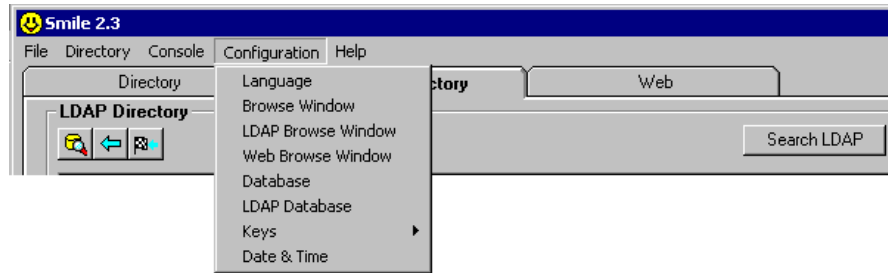 Smile 2.3
File Directory Console Configuration Help
Directory ctory Web
Language
LDAP Directory
Browse Window
LDAP Browse Window
Search LDAP
Web Browse Window
Database
LDAP Database
Keys
Date & Time